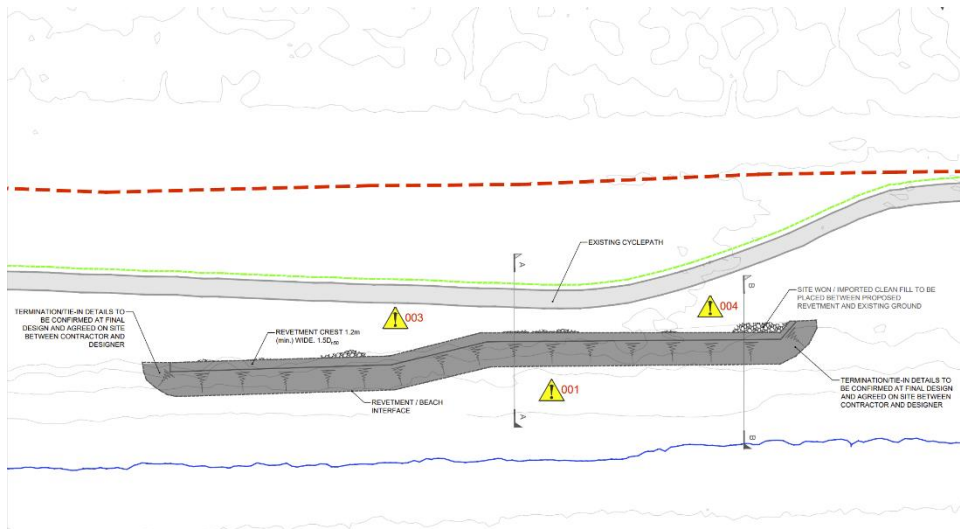 A
EXISTING CYCLEPATH
B
SITE WON / IMPORTED CLEAN FILL TO BE
PLACED BETWEEN PROPOSED
REVETMENT AND EXISTING GROUND
004
003
TERMINATION/TIE-IN DETAILS TO
BE CONFIRMED AT FINAL
DESIGN AND AGREED ON SITE
BETWEEN CONTRACTOR AND
DESIGNER
REVETMENT CREST 1.2m
(min.) WIDE. 1.5D
REVETMENT / BEACH
INTERFACE
001
TERMINATION/TIE-IN DETAILS TO
BE CONFIRMED AT FINAL DESIGN
AND AGREED ON SITE BETWEEN
CONTRACTOR AND DESIGNER
A
B